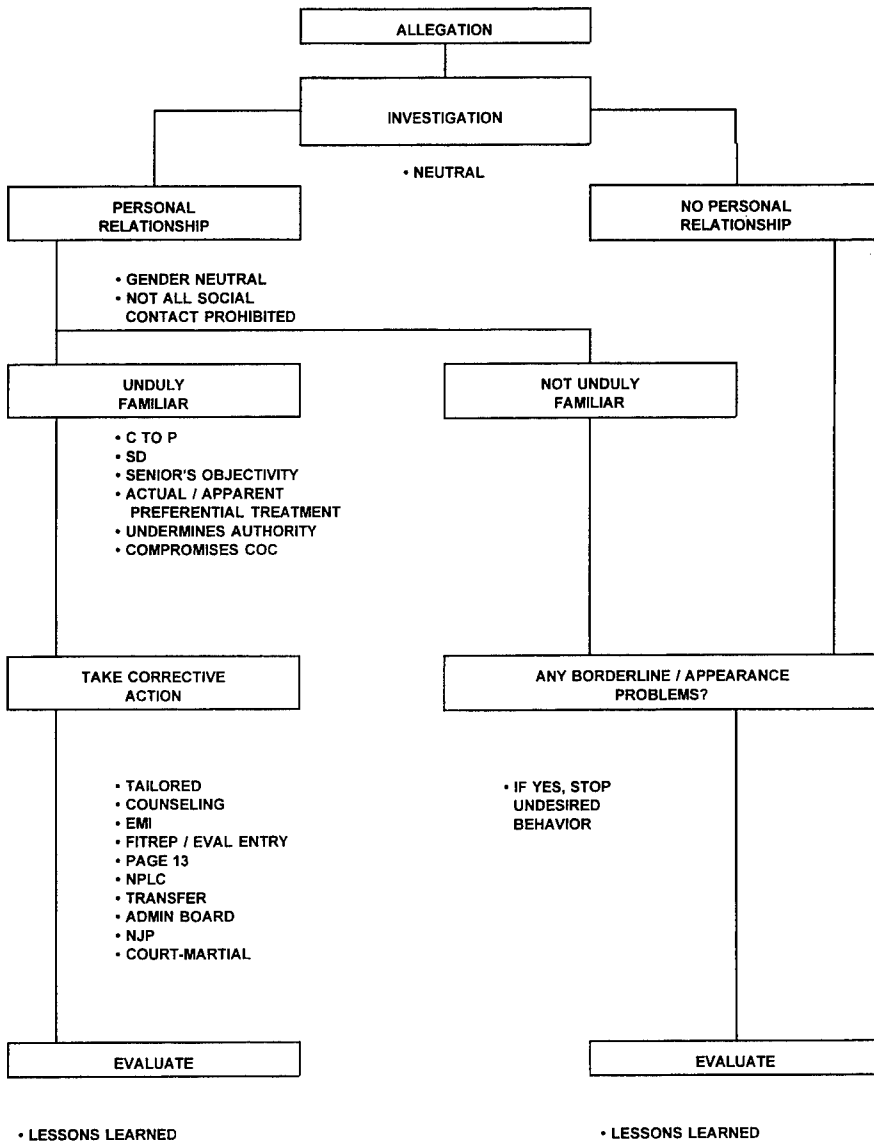 ALLEGATION
INVESTIGATION
• NEUTRAL
PERSONAL
RELATIONSHIP
NO PERSONAL
RELATIONSHIP
• GENDER NEUTRAL
• NOT ALL SOCIAL
CONTACT PROHIBITED
UNDULY
FAMILIAR
NOT UNDULY
FAMILIAR
• C TO P
• SD
• SENIOR'S OBJECTIVITY
• ACTUAL / APPARENT
PREFERENTIAL TREATMENT
• UNDERMINES AUTHORITY
• COMPROMISES COC
TAKE CORRECTIVE
ACTION
ANY BORDERLINE / APPEARANCE
PROBLEMS?
• TAILORED
• COUNSELING
• EMI
• FITREP / EVAL ENTRY
• PAGE 13
• NPLC
• TRANSFER
• ADMIN BOARD
• NJP
• COURT-MARTIAL
• IF YES, STOP
UNDESIRED
BEHAVIOR
EVALUATE
EVALUATE
• LESSONS LEARNED
• LESSONS LEARNED